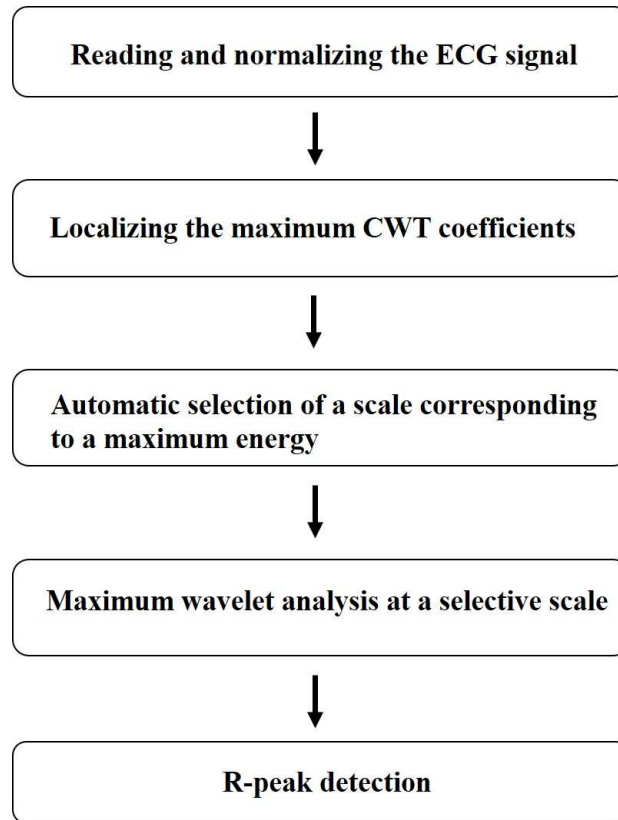 Reading and normalizing the ECG signal
Localizing the maximum CWT coefficients
Automatic selection of a scale corresponding
to a maximum energy
Maximum wavelet analysis at a selective scale
R-peak detection